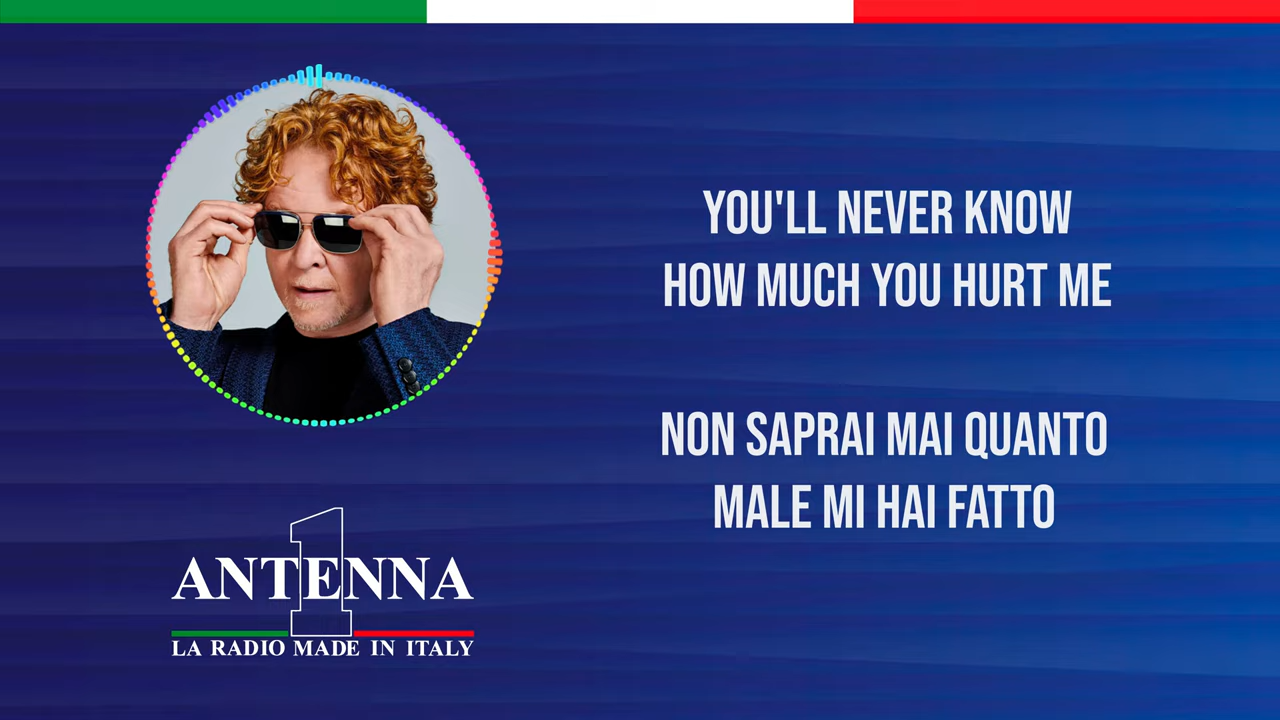 YOU'LL NEVER KNOW
HOW MUCH YOU HURT ME
NON SAPRAI MAI QUANTO
MALE MI HAI FATTO
1
ANTENNA
LA RADIO MADE IN ITALY